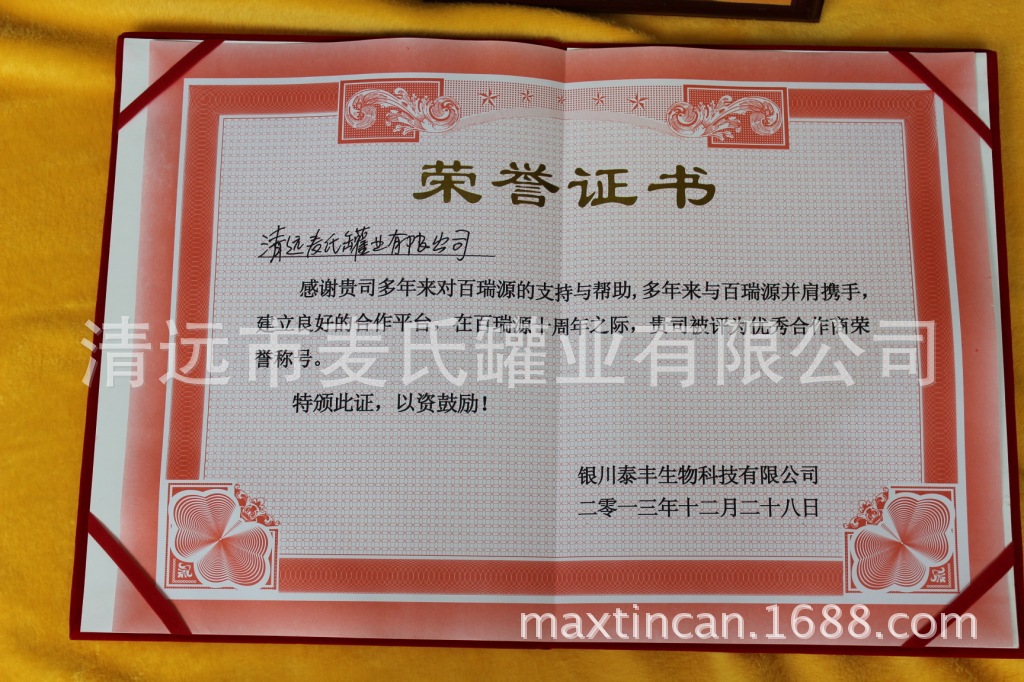 荣誉证书
清远麦氏罐业有限公司
感谢贵司多年来对百瑞源的支持与帮助,多年来与百瑞源并肩携手,
建立良好的合作平台,在百瑞源十周年之际,贵司被评为优秀合作商荣
誉称号。
清远市麦氏罐业有限公司
特颁此证,以资鼓励!
银川泰丰生物科技有限公司
二零一三年十二月二十八日
maxtincan.1688.com